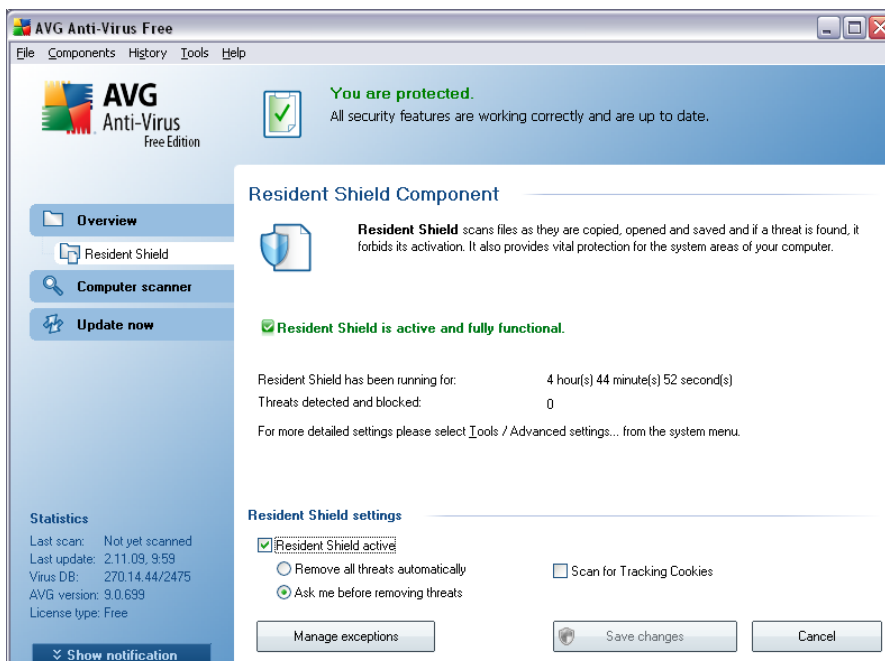 AVG Anti-Virus Free
File Components History Tools Help
AVG
Anti-Virus
Free Edition
You are protected.
All security features are working correctly and are up to date.
Overview
Resident Shield
Computer scanner
Update now
Resident Shield Component
Resident Shield scans files as they are copied, opened and saved and if a threat is found, it
forbids its activation. It also provides vital protection for the system areas of your computer.
Resident Shield is active and fully functional.
Resident Shield has been running for: 4 hour(s) 44 minute(s) 52 second(s)
Threats detected and blocked: 0
For more detailed settings please select Tools / Advanced settings... from the system menu.
Statistics
Last scan: Not yet scanned
Last update: 2.11.09, 9:59
Virus DB: 270.14.44/2475
AVG version: 9.0.699
License type: Free
Show notification
Resident Shield settings
Resident Shield active
Remove all threats automatically
Ask me before removing threats
Scan for Tracking Cookies
Manage exceptions
Save changes
Cancel